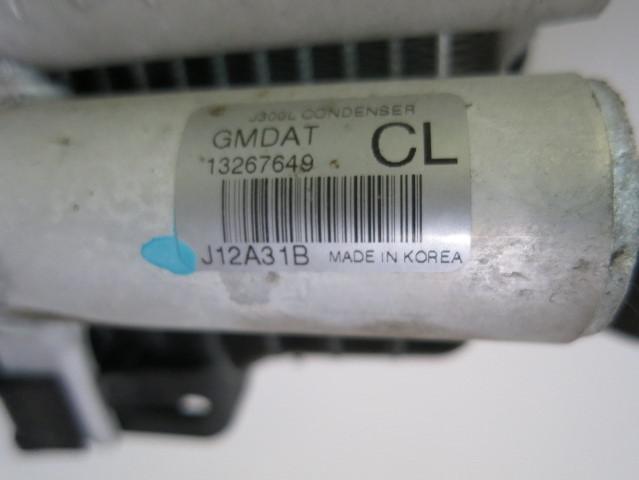 J300L CONDENSER
GMDAT CL
13267649
J12A31B MADE IN KOREA